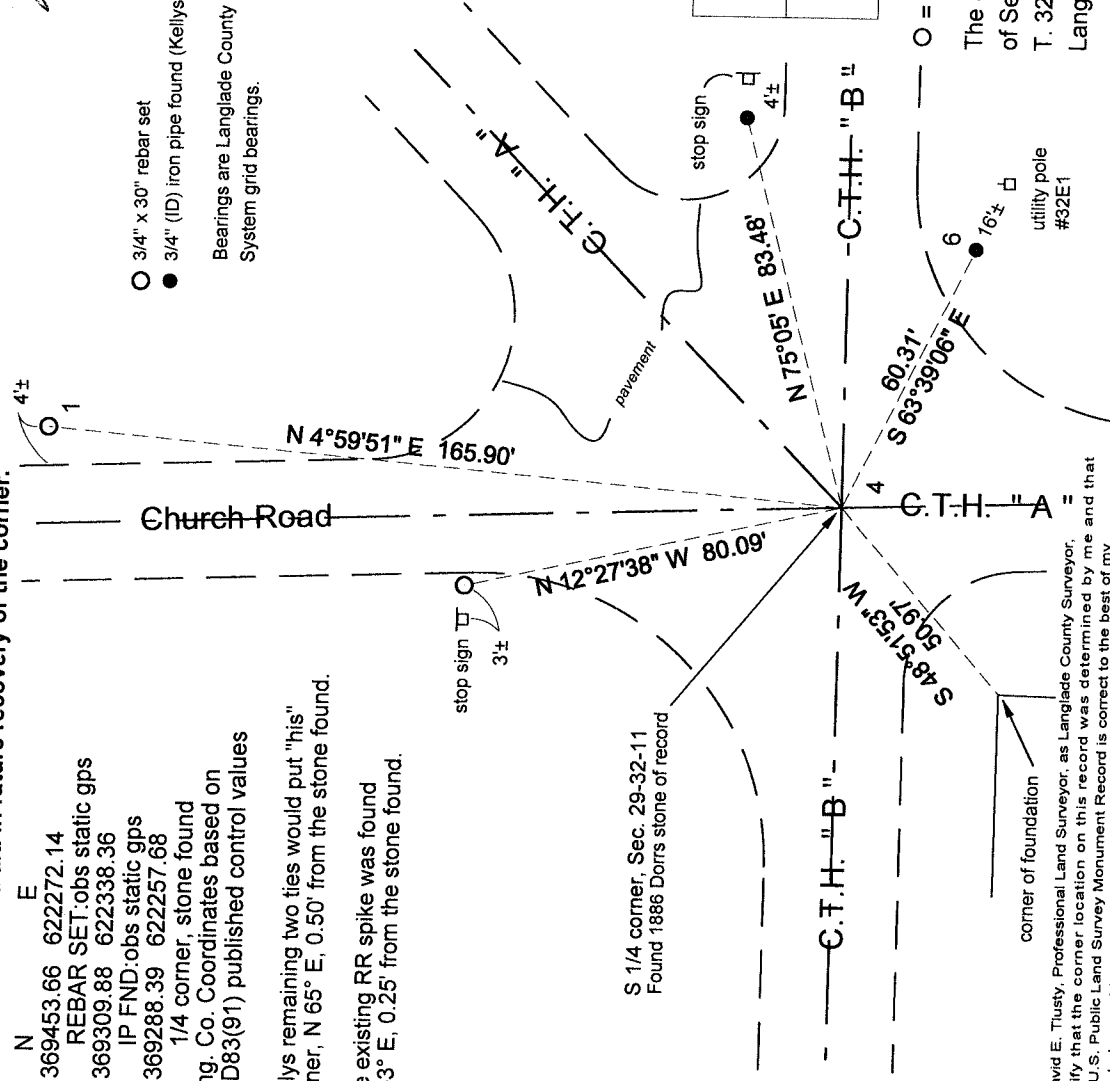 aid in future recovery of the corner.
N E
369453.66 622272.14
REBAR SET:obs static gps
369309.88 622338.36
IP FND:obs static gps
369288.39 622257.68
1/4 corner, stone found
Co. Coordinates based on
D83(91) published control values
remaining two ties would put "his"
N 65° E, 0.50' from the stone found.
existing RR spike was found
E, 0.25' from the stone found.
4'±
1
3/4" x 30" rebar set
3/4" (ID) iron pipe found (Kellys
Bearings are Langlade County
System grid bearings.
Church Road
N 4°59'51" E 165.90'
stop sign
3'±
N 12°27'38" W 80.09'
C.T.H. "A"
pavement
stop sign
4'±
N 75°05' E 83.48'
S 1/4 corner, Sec. 29-32-11
Found 1886 Dorrs stone of record
C.T.H. "B"
C.T.H. "B"
4
C.T.H. "A"
S 48°51'53" W
50.97'
60.31'
S 63°39'06" E
6
16'±
utility pole
#32E1
corner of foundation
O =
The
of Se
T. 32
Lang
David E. Tlusty, Professional Land Surveyor, as Langlade County Surveyor,
that the corner location on this record was determined by me and that
U.S. Public Land Survey Monument Record is correct to the best of my